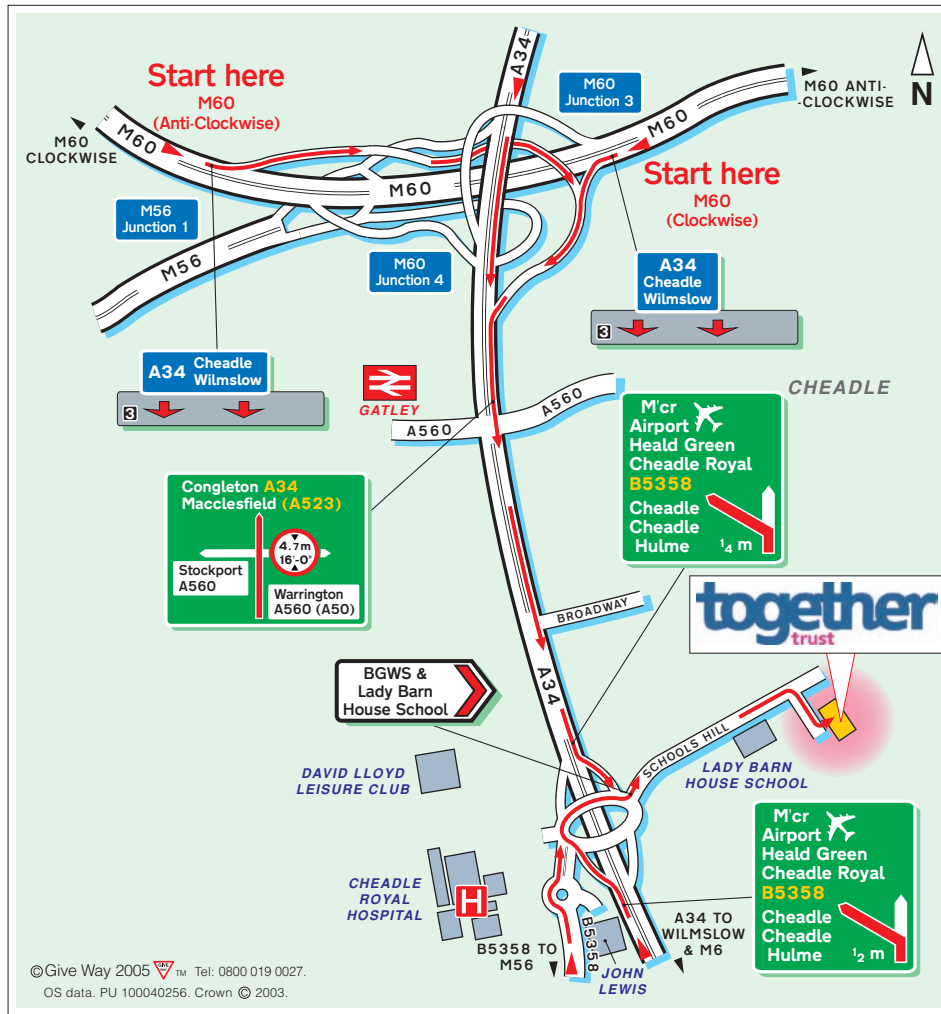 A34
Start here
M60
(Anti-Clockwise)
M60
Junction 3
M60 ANTI-
-CLOCKWISE
N
M60
M60
M60
CLOCKWISE
M60
Start here
M60
(Clockwise)
M56
Junction 1
M56
M60
Junction 4
A34
Cheadle
Wilmslow
3
A34 Cheadle
Wilmslow
3
GATLEY
A560
A560
CHEADLE
M'cr
Airport
Heald Green
Cheadle Royal
B5358
Cheadle
Cheadle
Hulme
1/4 m
Congleton A34
Macclesfield (A523)
4.7m
16'-0"
Stockport
A560
Warrington
A560 (A50)
BROADWAY
together
trust
BGWS &
Lady Barn
House School
A34
SCHOOLS HILL
LADY BARN
HOUSE SCHOOL
DAVID LLOYD
LEISURE CLUB
M'cr
Airport
Heald Green
Cheadle Royal
B5358
Cheadle
Cheadle
Hulme
1/2 m
CHEADLE
ROYAL
HOSPITAL
H
B5358 TO
M56
B5358
JOHN
LEWIS
A34 TO
WILMSLOW
& M6
© Give Way 2005 GIVE WAY TM Tel: 0800 019 0027.
OS data. PU 100040256. Crown © 2003.